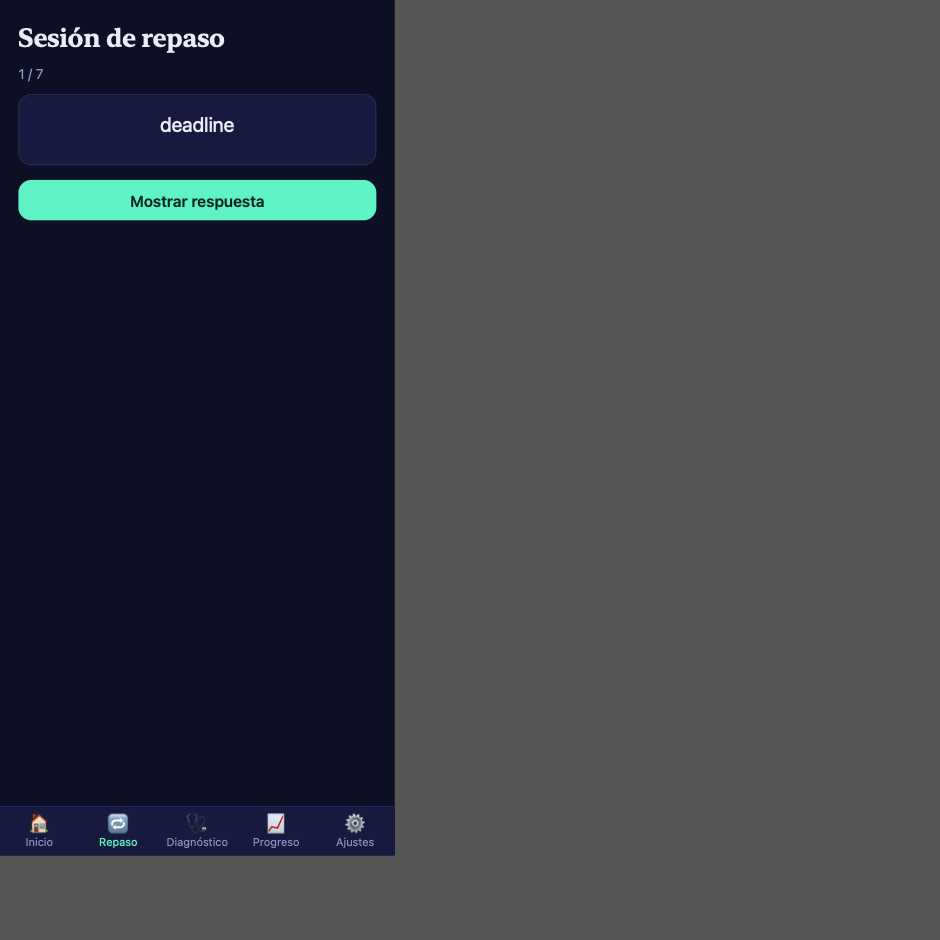 Sesión de repaso
1 / 7
deadline
Mostrar respuesta
Inicio
Repaso
Diagnóstico
Progreso
Ajustes